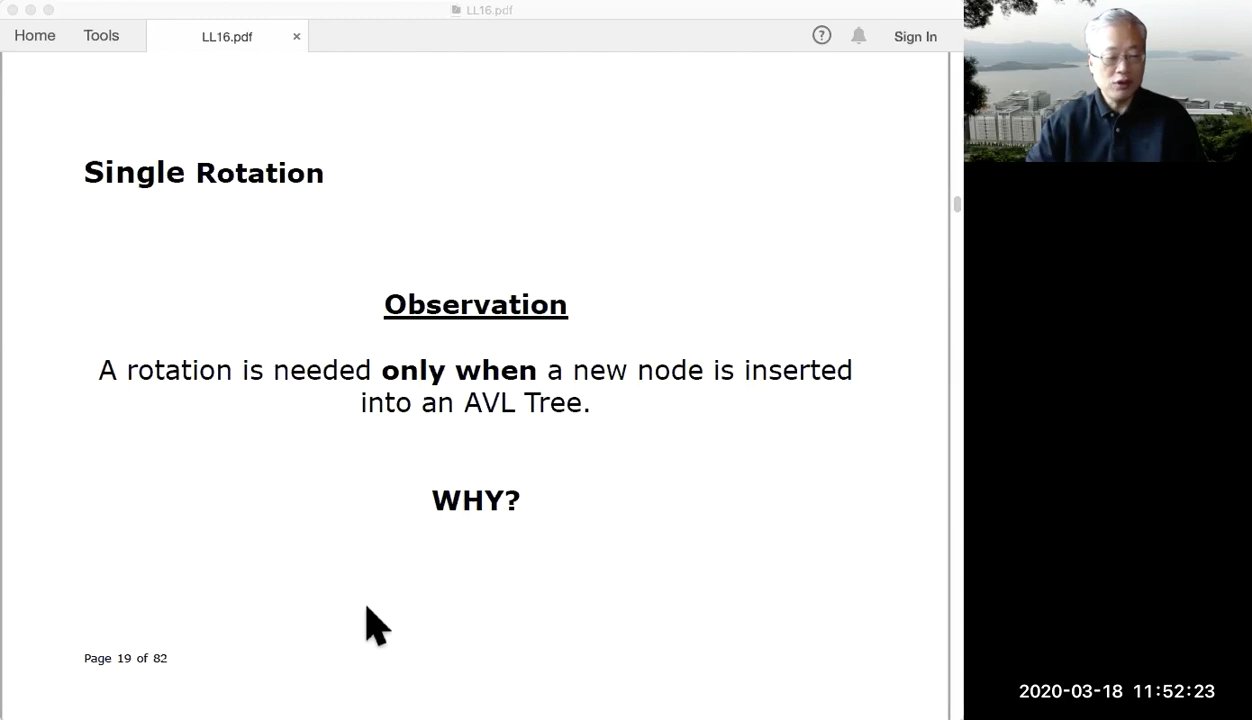 LL16.pdf
Home Tools LL16.pdf × ? Sign In
Single Rotation
Observation
A rotation is needed only when a new node is inserted
into an AVL Tree.
WHY?
Page 19 of 82
2020-03-18 11:52:23